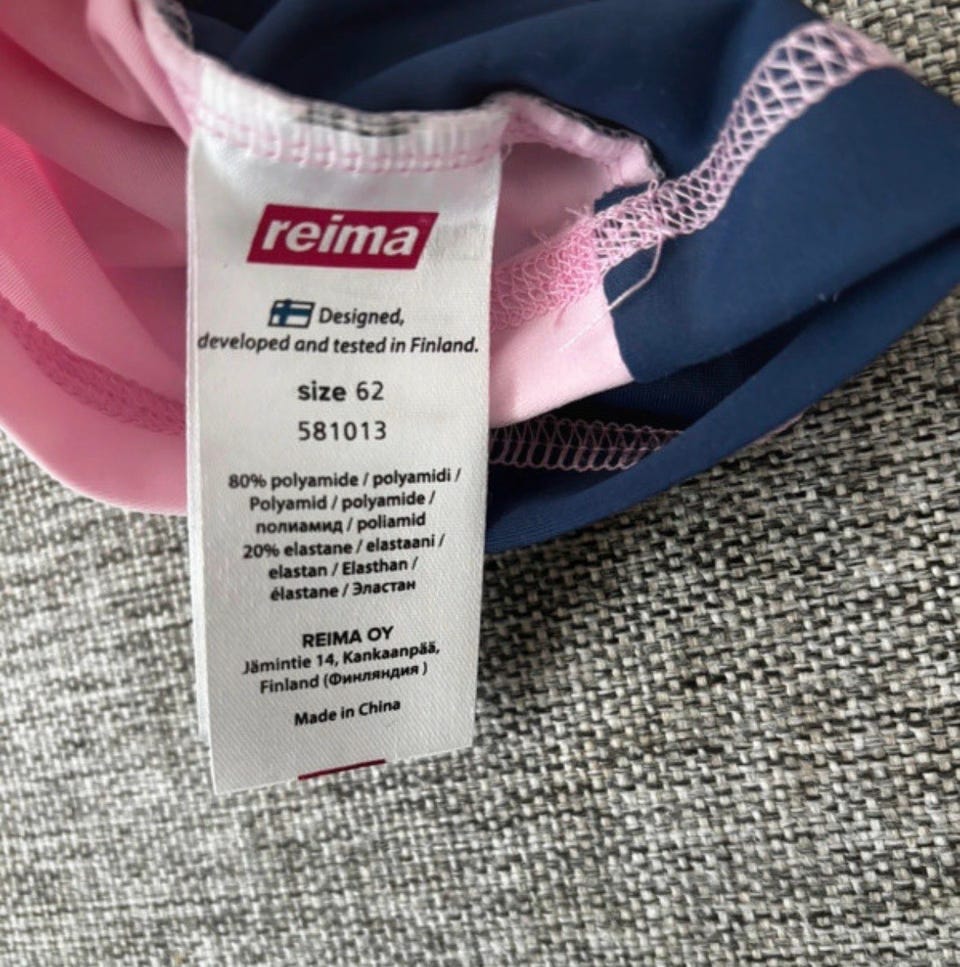 reima
Designed,
developed and tested in Finland.
size 62
581013
80% polyamide / polyamidi /
Polyamid / polyamide /
полиамид / poliamid
20% elastane / elastaani /
elastan / Elasthan /
élastane / Эластан
REIMA OY
Jämintie 14, Kankaanpää,
Finland (Финляндия )
Made in China